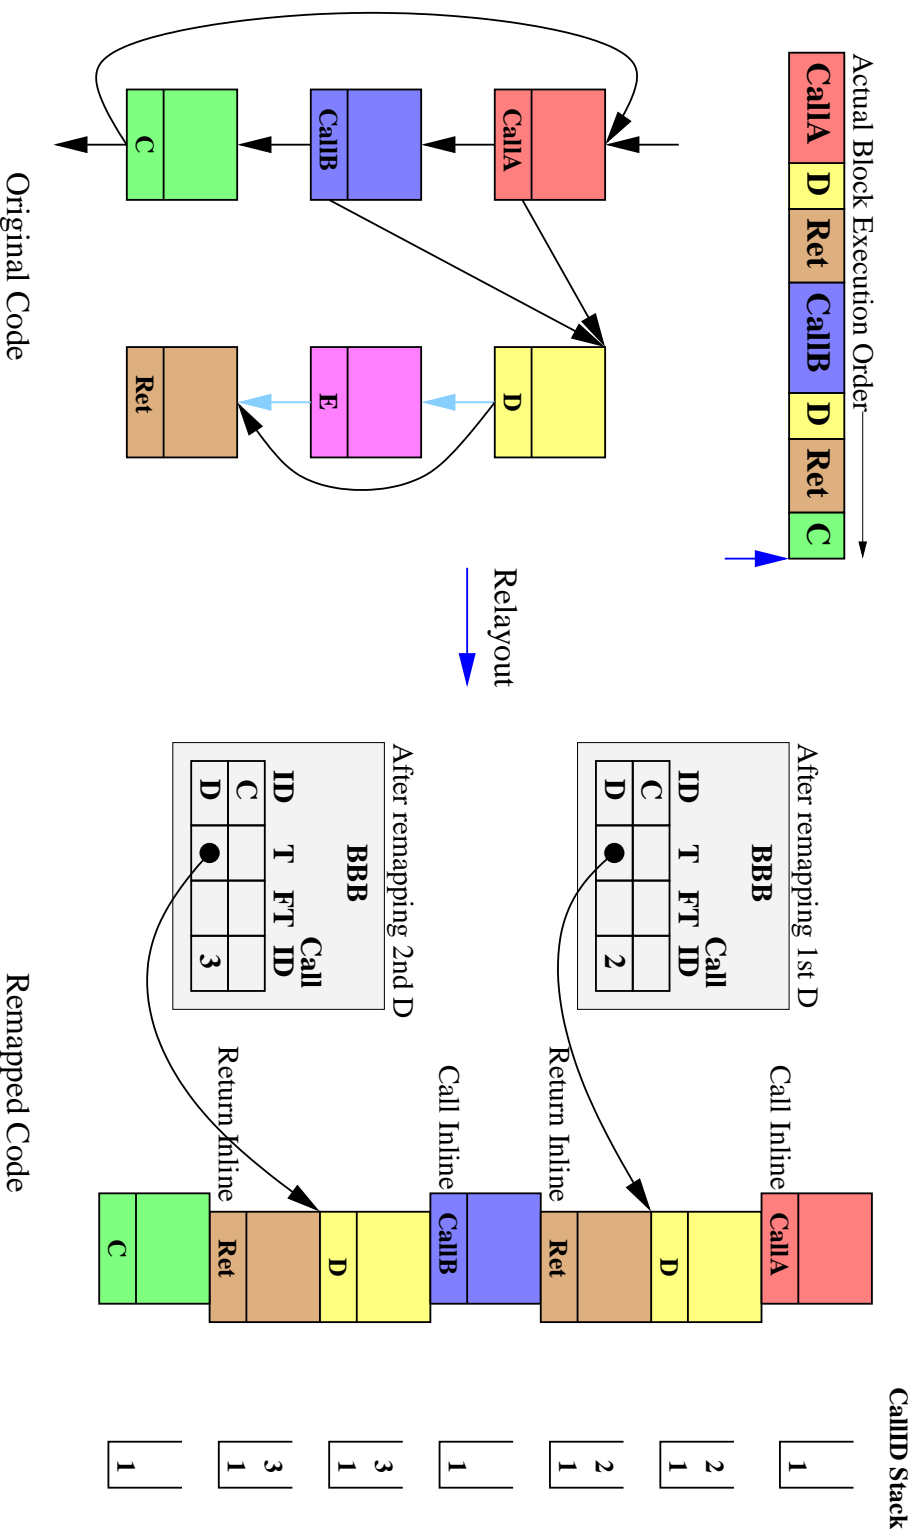 Actual Block Execution Order
CallA D Ret CallB D Ret C
CallA
CallB
C
D
E
Ret
Original Code
Relayout
After remapping 1st D
BBB
Call
ID T FT ID
C
D 2
After remapping 2nd D
BBB
Call
ID T FT ID
C
D 3
Remapped Code
Call Inline
CallA
D
Return Inline
Ret
Call Inline
CallB
D
Return Inline
Ret
C
CallID Stack
1
2
1
2
1
1
3
1
3
1
1